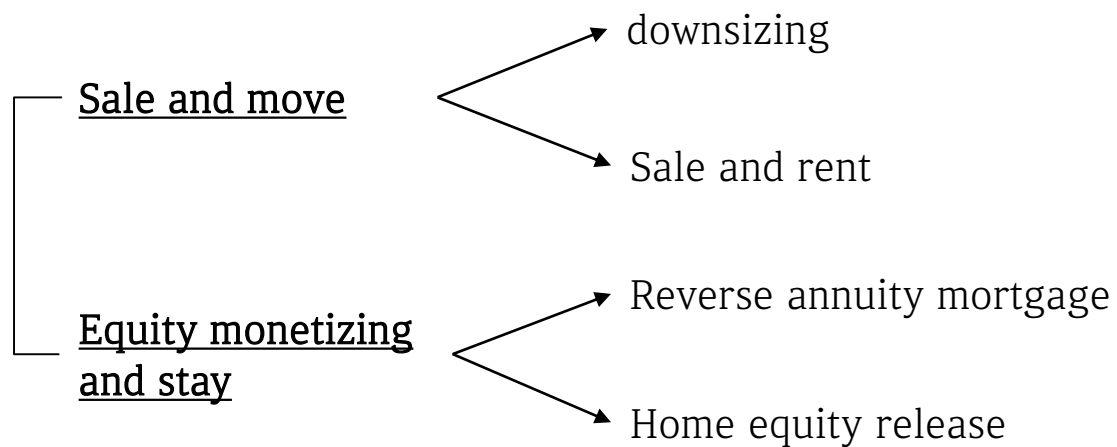 downsizing
Sale and move
Sale and rent
Reverse annuity mortgage
Equity monetizing
and stay
Home equity release